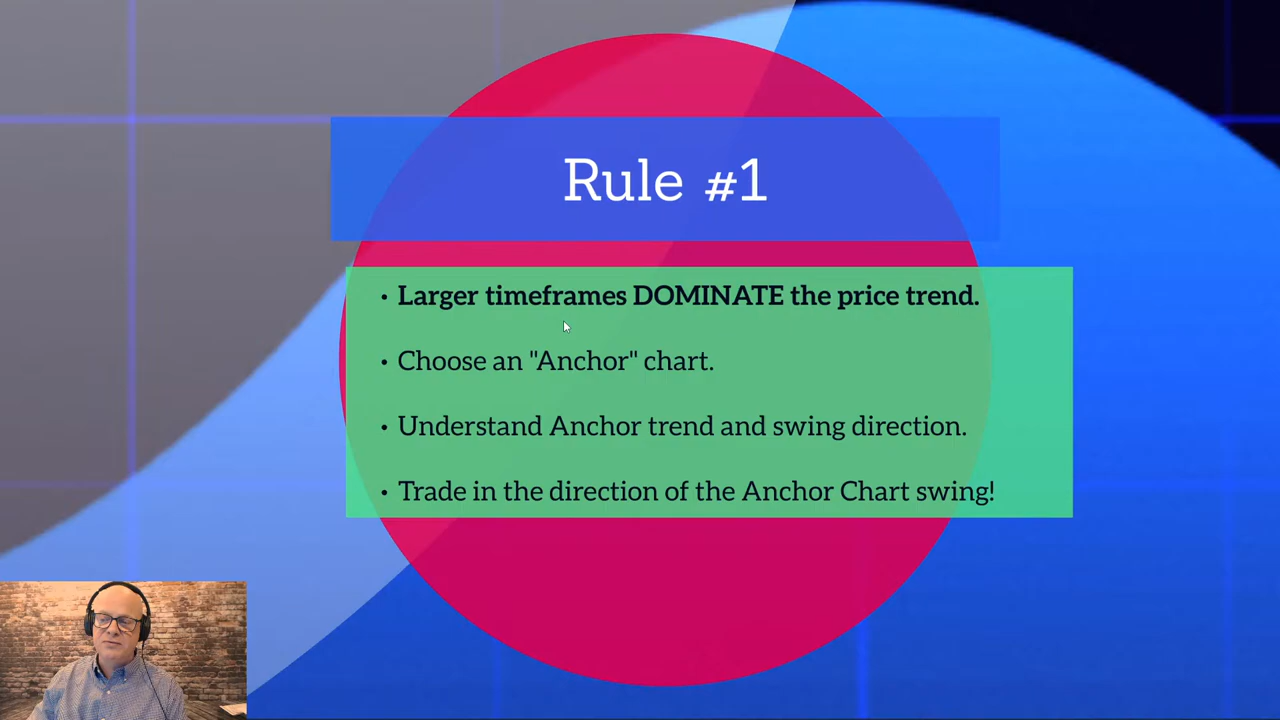 Rule #1
• Larger timeframes DOMINATE the price trend.
• Choose an "Anchor" chart.
• Understand Anchor trend and swing direction.
• Trade in the direction of the Anchor Chart swing!